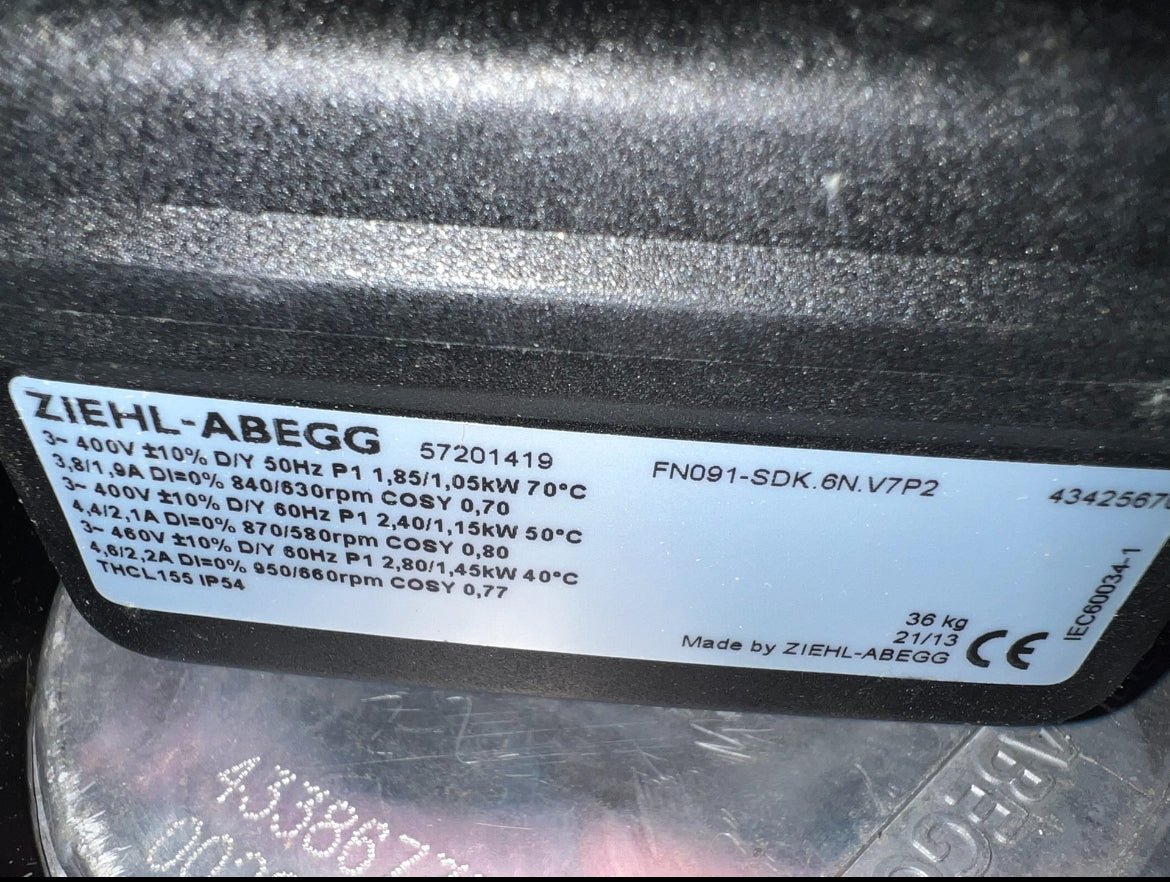 ZIEHL-ABEGG 57201419 FN091-SDK.6N.V7P2
3~ 400V ±10% D/Y 50Hz P1 1,85/1,05kW 70°C
3,8/1,9A DI=0% 840/630rpm COSY 0,70
3~ 400V ±10% D/Y 60Hz P1 2,40/1,15kW 50°C
4,4/2,1A DI=0% 870/580rpm COSY 0,80
3~ 460V ±10% D/Y 60Hz P1 2,80/1,45kW 40°C
4,6/2,2A DI=0% 950/660rpm COSY 0,77
THCL155 IP54
36 kg
21/13
Made by ZIEHL-ABEGG CE
IEC60034-1